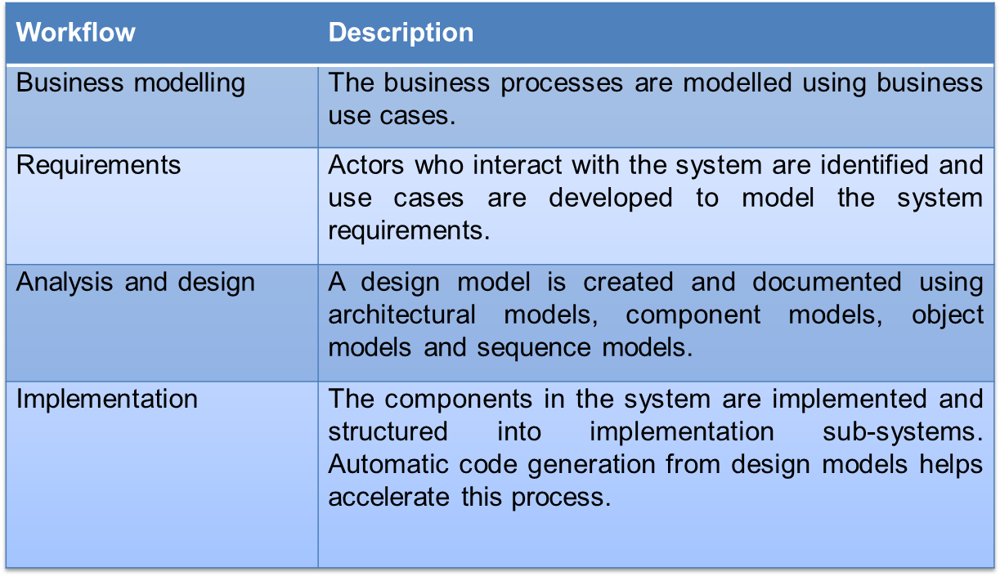 Workflow Description
Business modelling The business processes are modelled using business
use cases.
Requirements Actors who interact with the system are identified and
use cases are developed to model the system
requirements.
Analysis and design A design model is created and documented using
architectural models, component models, object
models and sequence models.
Implementation The components in the system are implemented and
structured into implementation sub-systems.
Automatic code generation from design models helps
accelerate this process.